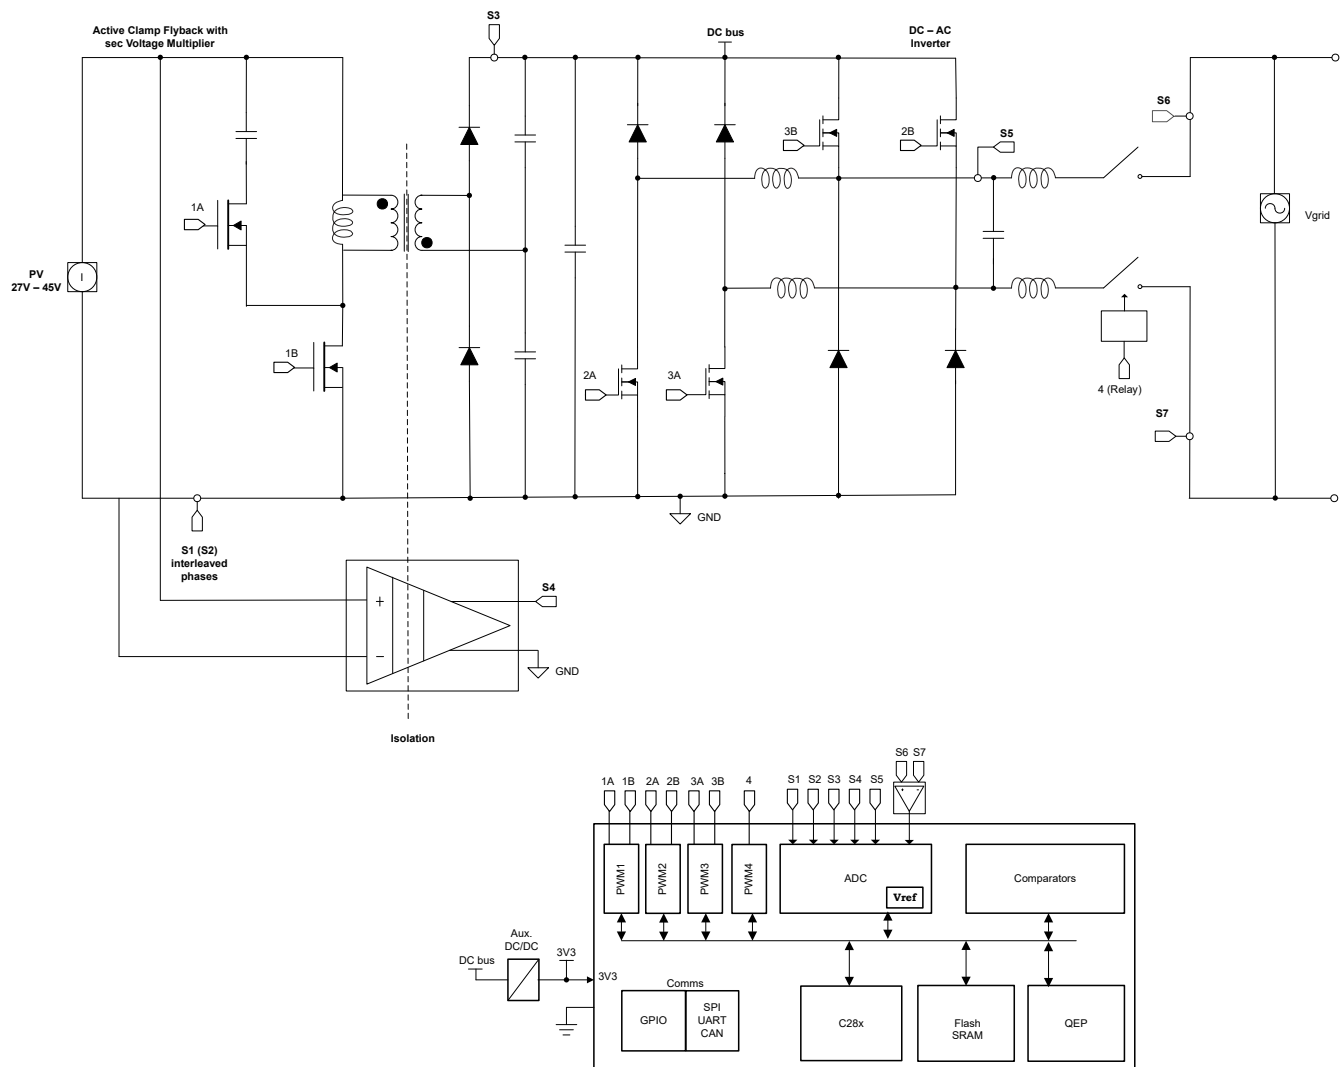 S3
Active Clamp Flyback with
sec Voltage Multiplier
DC bus
DC – AC
inverter
S6
3B
2B
S5
1A
Vgrid
PV
27V – 45V
1B
2A
3A
4 (Relay)
S7
GND
S1 (S2)
interleaved
phases
S4
+
−
GND
Isolation
S6 S7
1A 1B 2A 2B 3A 3B 4 S1 S2 S3 S4 S5
+ -
PWM1
PWM2
PWM3
PWM4
ADC
Vref
Comparators
Aux.
DC/DC
DC bus
3V3
3V3
Comms
GPIO
SPI
UART
CAN
C28x
Flash
SRAM
QEP